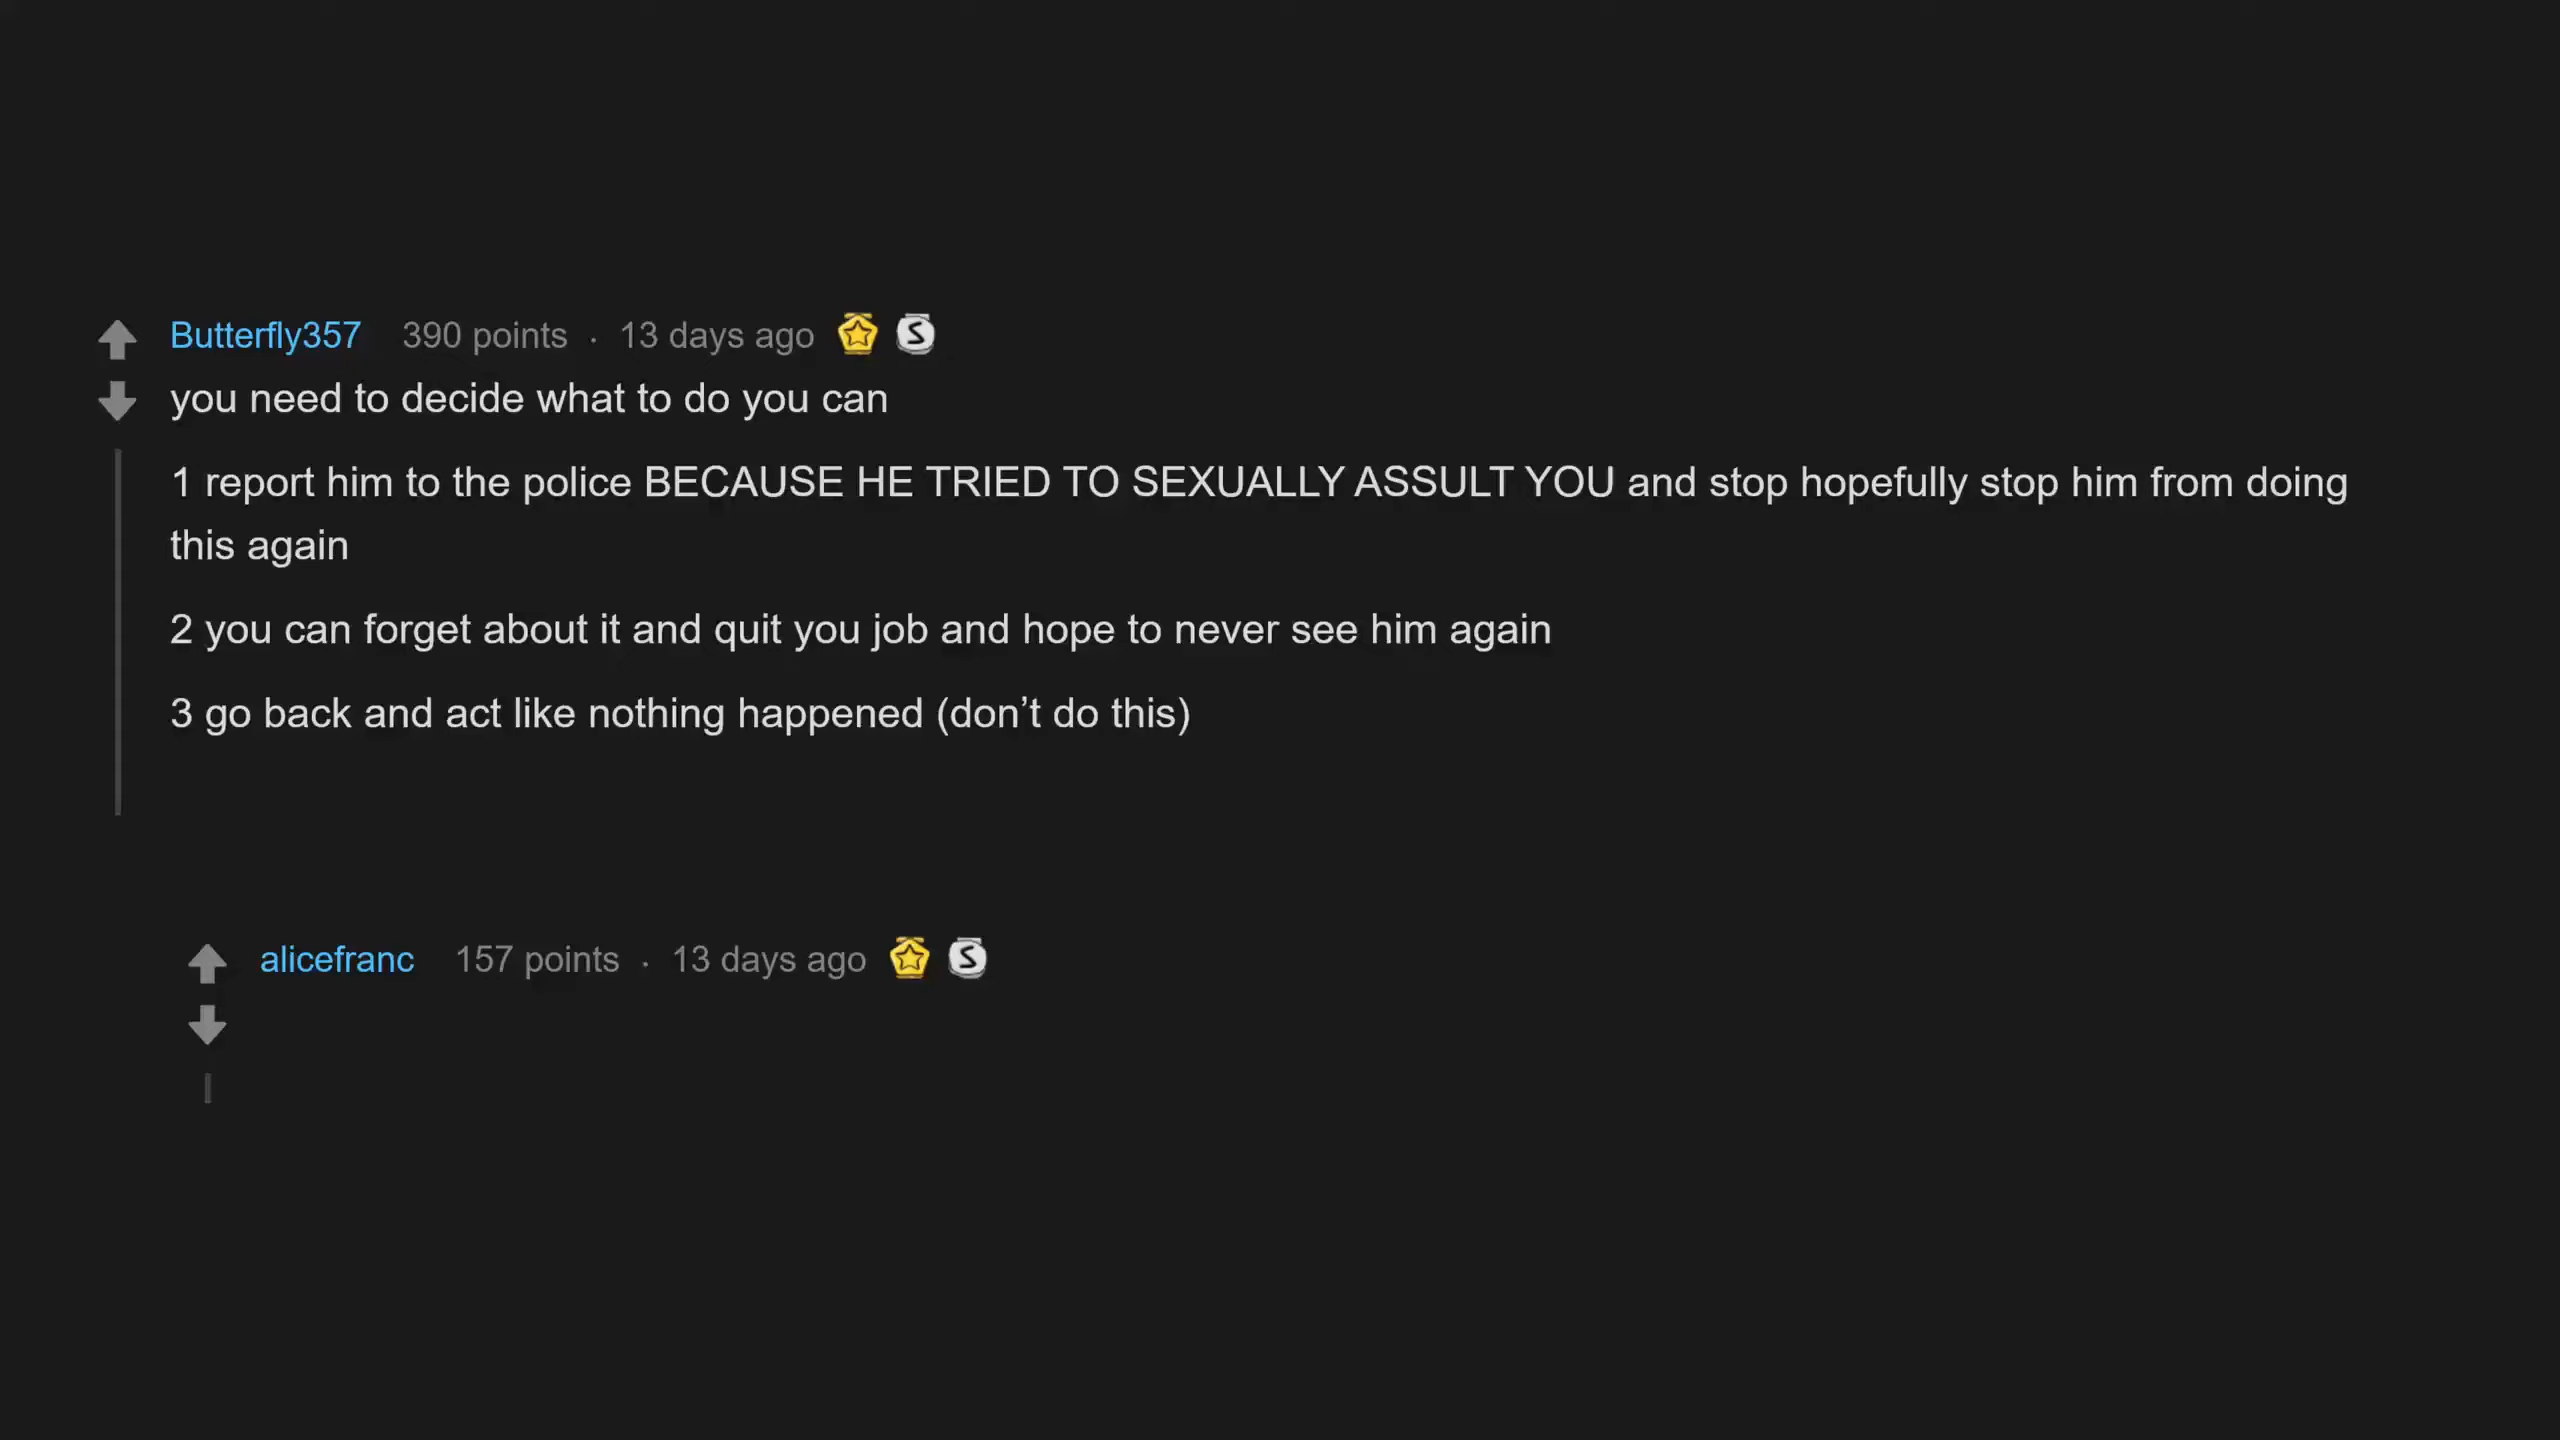 Butterfly357 390 points · 13 days ago
you need to decide what to do you can
1 report him to the police BECAUSE HE TRIED TO SEXUALLY ASSULT YOU and stop hopefully stop him from doing
this again
2 you can forget about it and quit you job and hope to never see him again
3 go back and act like nothing happened (don’t do this)
alicefranc 157 points · 13 days ago